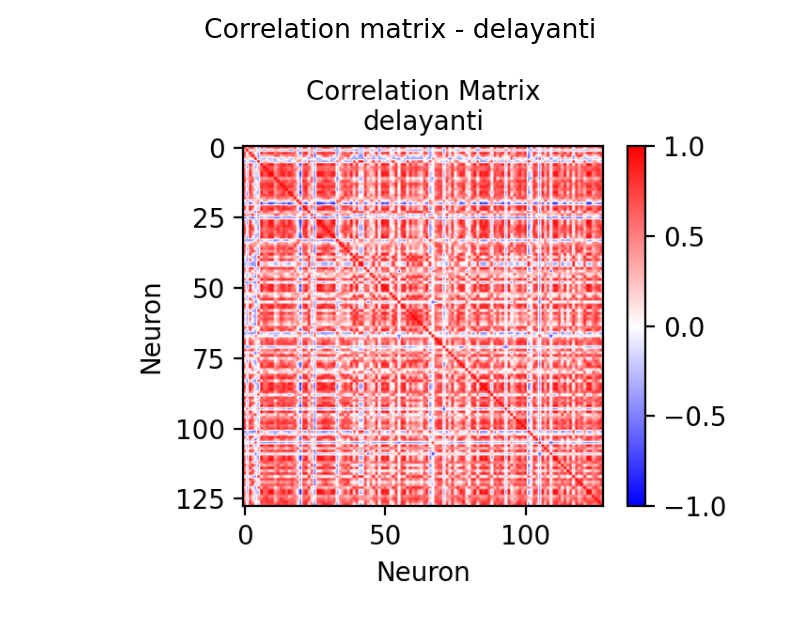 Correlation matrix - delayanti
Correlation Matrix
delayanti
0
25
50
75
100
125
Neuron
0
50
100
Neuron
1.0
0.5
0.0
−0.5
−1.0